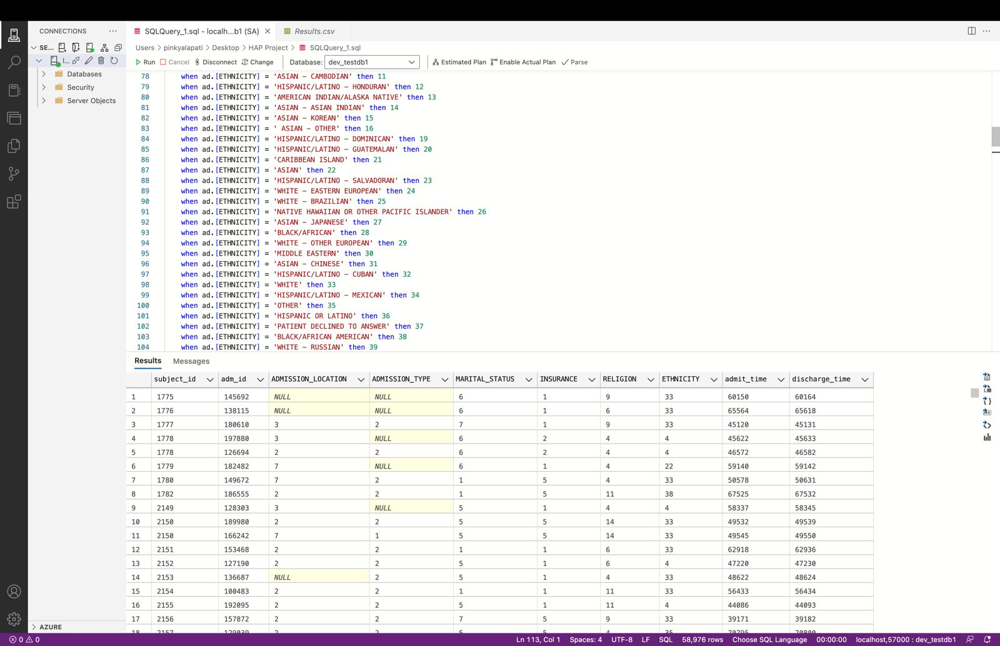 CONNECTIONS ...
SQLQuery_1.sql - localh...b1 (SA)
Results.csv
SE...
Users > pinkyalapati > Desktop > HAP Project > SQLQuery_1.sql
Run Cancel Disconnect Change Database: dev_testdb1 Estimated Plan Enable Actual Plan Parse
Databases
Security
Server Objects
78 when ad.[ETHNICITY] = 'ASIAN - CAMBODIAN' then 11
79 when ad.[ETHNICITY] = 'HISPANIC/LATINO - HONDURAN' then 12
80 when ad.[ETHNICITY] = 'AMERICAN INDIAN/ALASKA NATIVE' then 13
81 when ad.[ETHNICITY] = 'ASIAN - ASIAN INDIAN' then 14
82 when ad.[ETHNICITY] = 'ASIAN - KOREAN' then 15
83 when ad.[ETHNICITY] = ' ASIAN - OTHER' then 16
84 when ad.[ETHNICITY] = 'HISPANIC/LATINO - DOMINICAN' then 19
85 when ad.[ETHNICITY] = 'HISPANIC/LATINO - GUATEMALAN' then 20
86 when ad.[ETHNICITY] = 'CARIBBEAN ISLAND' then 21
87 when ad.[ETHNICITY] = 'ASIAN' then 22
88 when ad.[ETHNICITY] = 'HISPANIC/LATINO - SALVADORAN' then 23
89 when ad.[ETHNICITY] = 'WHITE - EASTERN EUROPEAN' then 24
90 when ad.[ETHNICITY] = 'WHITE - BRAZILIAN' then 25
91 when ad.[ETHNICITY] = 'NATIVE HAWAIIAN OR OTHER PACIFIC ISLANDER' then 26
92 when ad.[ETHNICITY] = 'ASIAN - JAPANESE' then 27
93 when ad.[ETHNICITY] = 'BLACK/AFRICAN' then 28
94 when ad.[ETHNICITY] = 'WHITE - OTHER EUROPEAN' then 29
95 when ad.[ETHNICITY] = 'MIDDLE EASTERN' then 30
96 when ad.[ETHNICITY] = 'ASIAN - CHINESE' then 31
97 when ad.[ETHNICITY] = 'HISPANIC/LATINO - CUBAN' then 32
98 when ad.[ETHNICITY] = 'WHITE' then 33
99 when ad.[ETHNICITY] = 'HISPANIC/LATINO - MEXICAN' then 34
100 when ad.[ETHNICITY] = 'OTHER' then 35
101 when ad.[ETHNICITY] = 'HISPANIC OR LATINO' then 36
102 when ad.[ETHNICITY] = 'PATIENT DECLINED TO ANSWER' then 37
103 when ad.[ETHNICITY] = 'BLACK/AFRICAN AMERICAN' then 38
104 when ad.[ETHNICITY] = 'WHITE - RUSSIAN' then 39
Results Messages
subject_id adm_id ADMISSION_LOCATION ADMISSION_TYPE MARITAL_STATUS INSURANCE RELIGION ETHNICITY admit_time discharge_time
1 1775 145692 NULL NULL 6 1 9 33 60150 60164
2 1776 138115 NULL NULL 6 1 6 33 65564 65618
3 1777 180610 3 2 7 1 9 33 45120 45131
4 1778 197880 3 NULL 6 2 4 4 45622 45633
5 1778 126694 2 2 6 2 4 4 46572 46582
6 1779 182482 7 NULL 6 1 4 22 59140 59142
7 1780 149672 7 2 1 5 4 33 50578 50631
8 1782 186555 2 2 1 5 11 38 67525 67532
9 2149 128303 3 NULL 5 1 4 4 58337 58345
10 2150 189980 2 2 5 5 14 33 49532 49539
11 2150 166242 7 1 5 5 14 33 49545 49550
12 2151 153468 2 2 1 1 6 33 62918 62936
13 2152 127190 2 2 5 1 6 4 47220 47230
14 2153 136687 NULL 2 5 1 4 33 48622 48624
15 2154 100483 2 2 1 1 11 33 56433 56434
16 2155 192095 2 2 5 1 11 4 44086 44093
17 2156 157872 2 2 7 5 9 33 39171 39182
AZURE
0 0 Ln 113, Col 1 Spaces: 4 UTF-8 LF SQL 58,976 rows Choose SQL Language 00:00:00 localhost,57000 : dev_testdb1